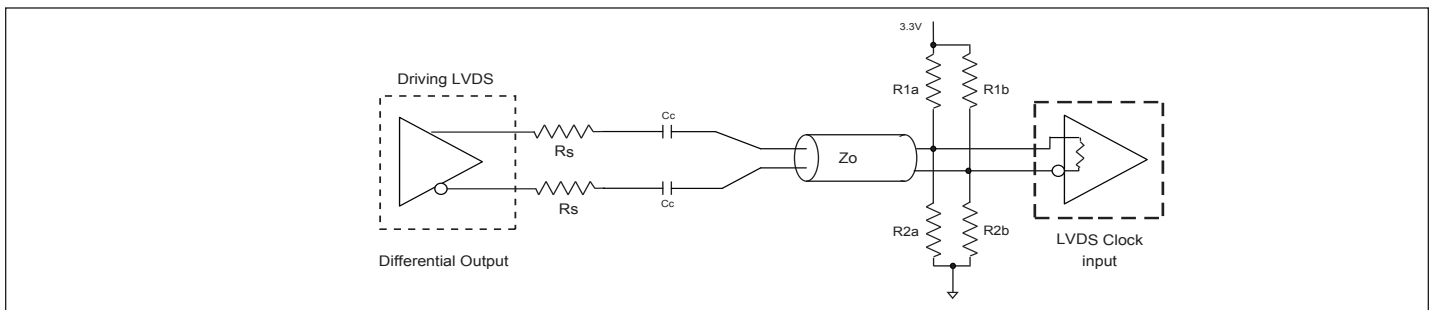 3.3V
Driving LVDS
R1a
R1b
Cc
Rs
Zo
Rs
Cc
R2a
R2b
LVDS Clock
input
Differential Output